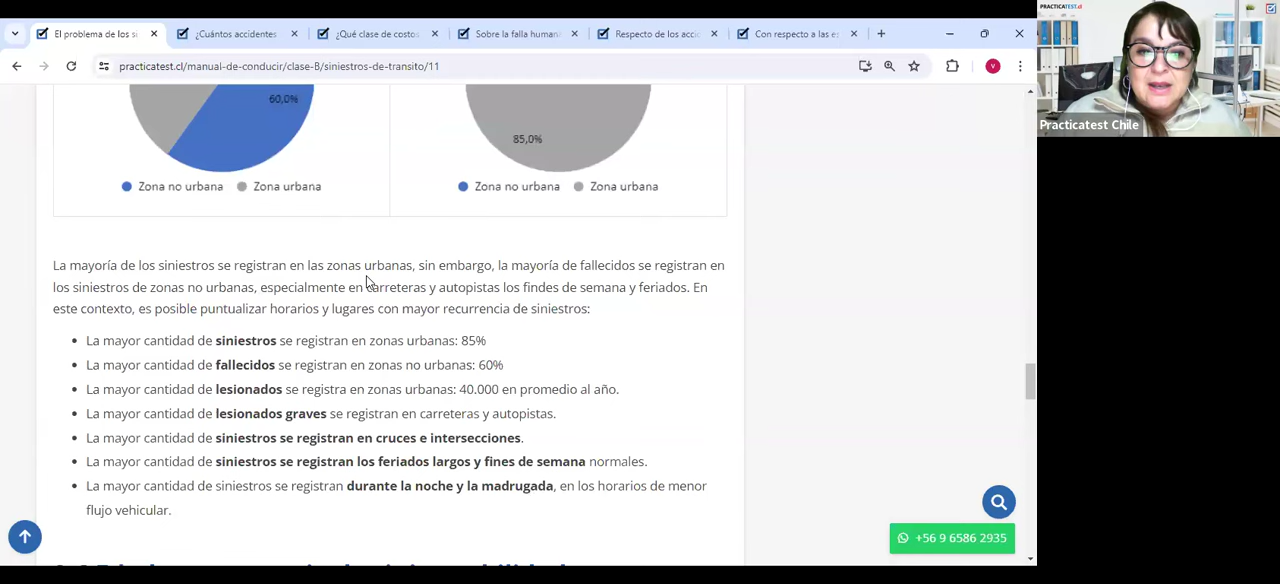 El problema de los si
¿Cuántos accidentes
¿Qué clase de costos
Sobre la falla human
Respecto de los acci
Con respecto a las e
practicatest.cl/manual-de-conducir/clase-B/siniestros-de-transito/11
V
PRACTICATEST.cl
Practicatest Chile
60,0%
85,0%
Zona no urbana Zona urbana
Zona no urbana Zona urbana
La mayoría de los siniestros se registran en las zonas urbanas, sin embargo, la mayoría de fallecidos se registran en
los siniestros de zonas no urbanas, especialmente en carreteras y autopistas los findes de semana y feriados. En
este contexto, es posible puntualizar horarios y lugares con mayor recurrencia de siniestros:
• La mayor cantidad de siniestros se registran en zonas urbanas: 85%
• La mayor cantidad de fallecidos se registran en zonas no urbanas: 60%
• La mayor cantidad de lesionados se registra en zonas urbanas: 40.000 en promedio al año.
• La mayor cantidad de lesionados graves se registran en carreteras y autopistas.
• La mayor cantidad de siniestros se registran en cruces e intersecciones.
• La mayor cantidad de siniestros se registran los feriados largos y fines de semana normales.
• La mayor cantidad de siniestros se registran durante la noche y la madrugada, en los horarios de menor
flujo vehicular.
+56 9 6586 2935